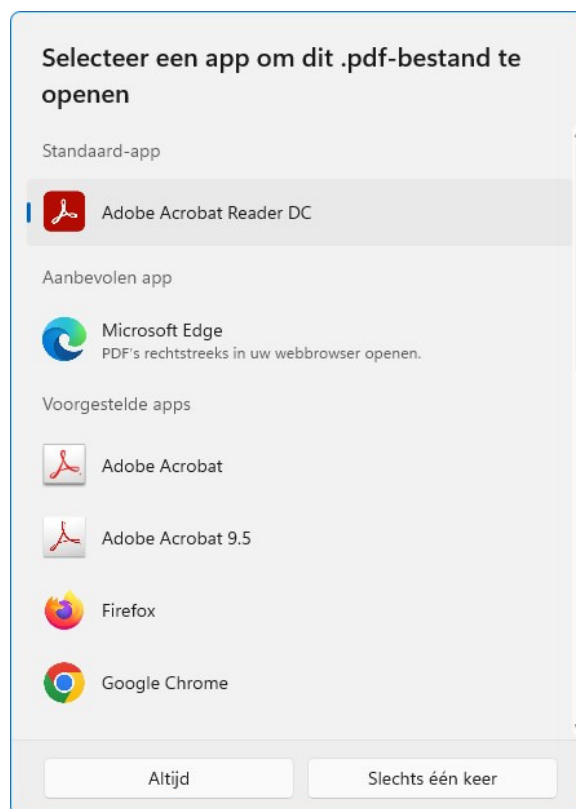 Selecteer een app om dit .pdf-bestand te
openen
Standaard-app
Adobe Acrobat Reader DC
Aanbevolen app
Microsoft Edge
PDF's rechtstreeks in uw webbrowser openen.
Voorgestelde apps
Adobe Acrobat
Adobe Acrobat 9.5
Firefox
Google Chrome
Altijd
Slechts één keer